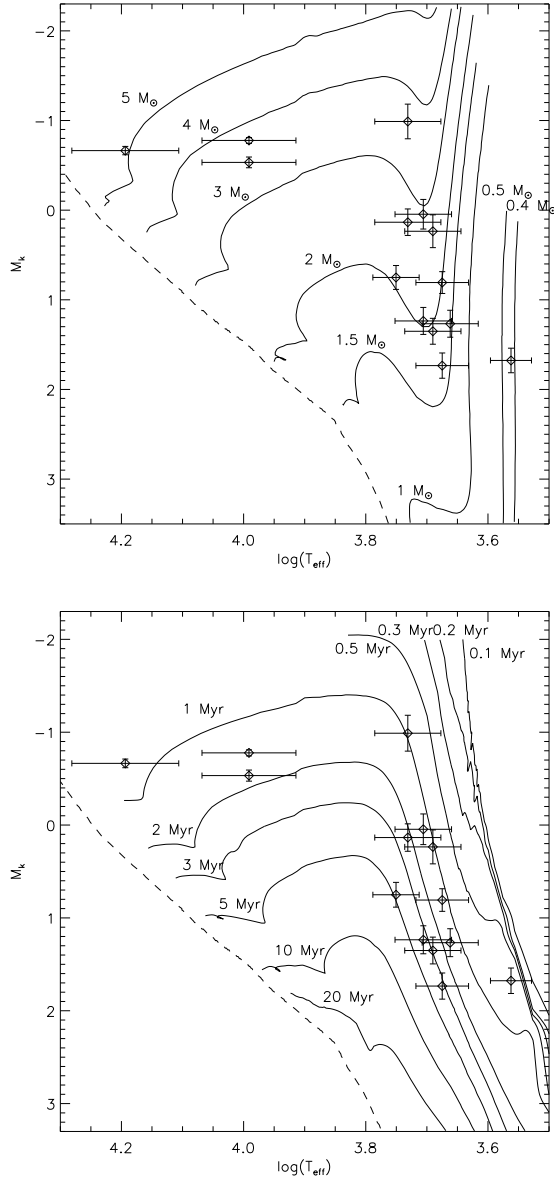 -2
-1
0
1
2
3
M_k
5 M⊙
4 M⊙
3 M⊙
2 M⊙
1.5 M⊙
1 M⊙
0.5 M⊙
0.4 M⊙
4.2 4.0 3.8 3.6
log(T_eff)
-2
-1
0
1
2
3
M_k
0.3 Myr 0.2 Myr
0.5 Myr 0.1 Myr
1 Myr
2 Myr
3 Myr
5 Myr
10 Myr
20 Myr
4.2 4.0 3.8 3.6
log(T_eff)